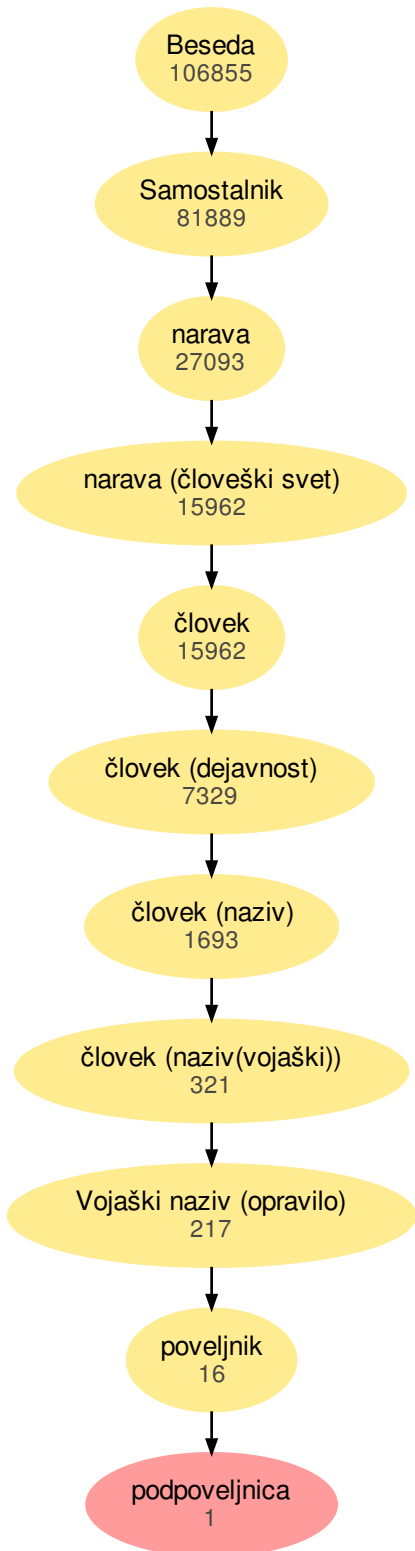 Beseda
106855
Samostalnik
81889
narava
27093
narava (človeški svet)
15962
človek
15962
človek (dejavnost)
7329
človek (naziv)
1693
človek (naziv(vojaški))
321
Vojaški naziv (opravilo)
217
poveljnik
16
podpoveljnica
1